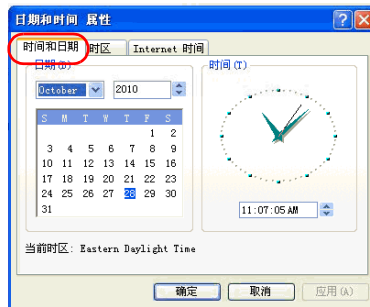 日期和时间 属性
时间和日期 时区 Internet 时间
日期(D)
October 2010
S M T W T F S
1 2
3 4 5 6 7 8 9
10 11 12 13 14 15 16
17 18 19 20 21 22 23
24 25 26 27 28 29 30
31
时间(T)
11:07:05 AM
当前时区: Eastern Daylight Time
确定 取消 应用(A)